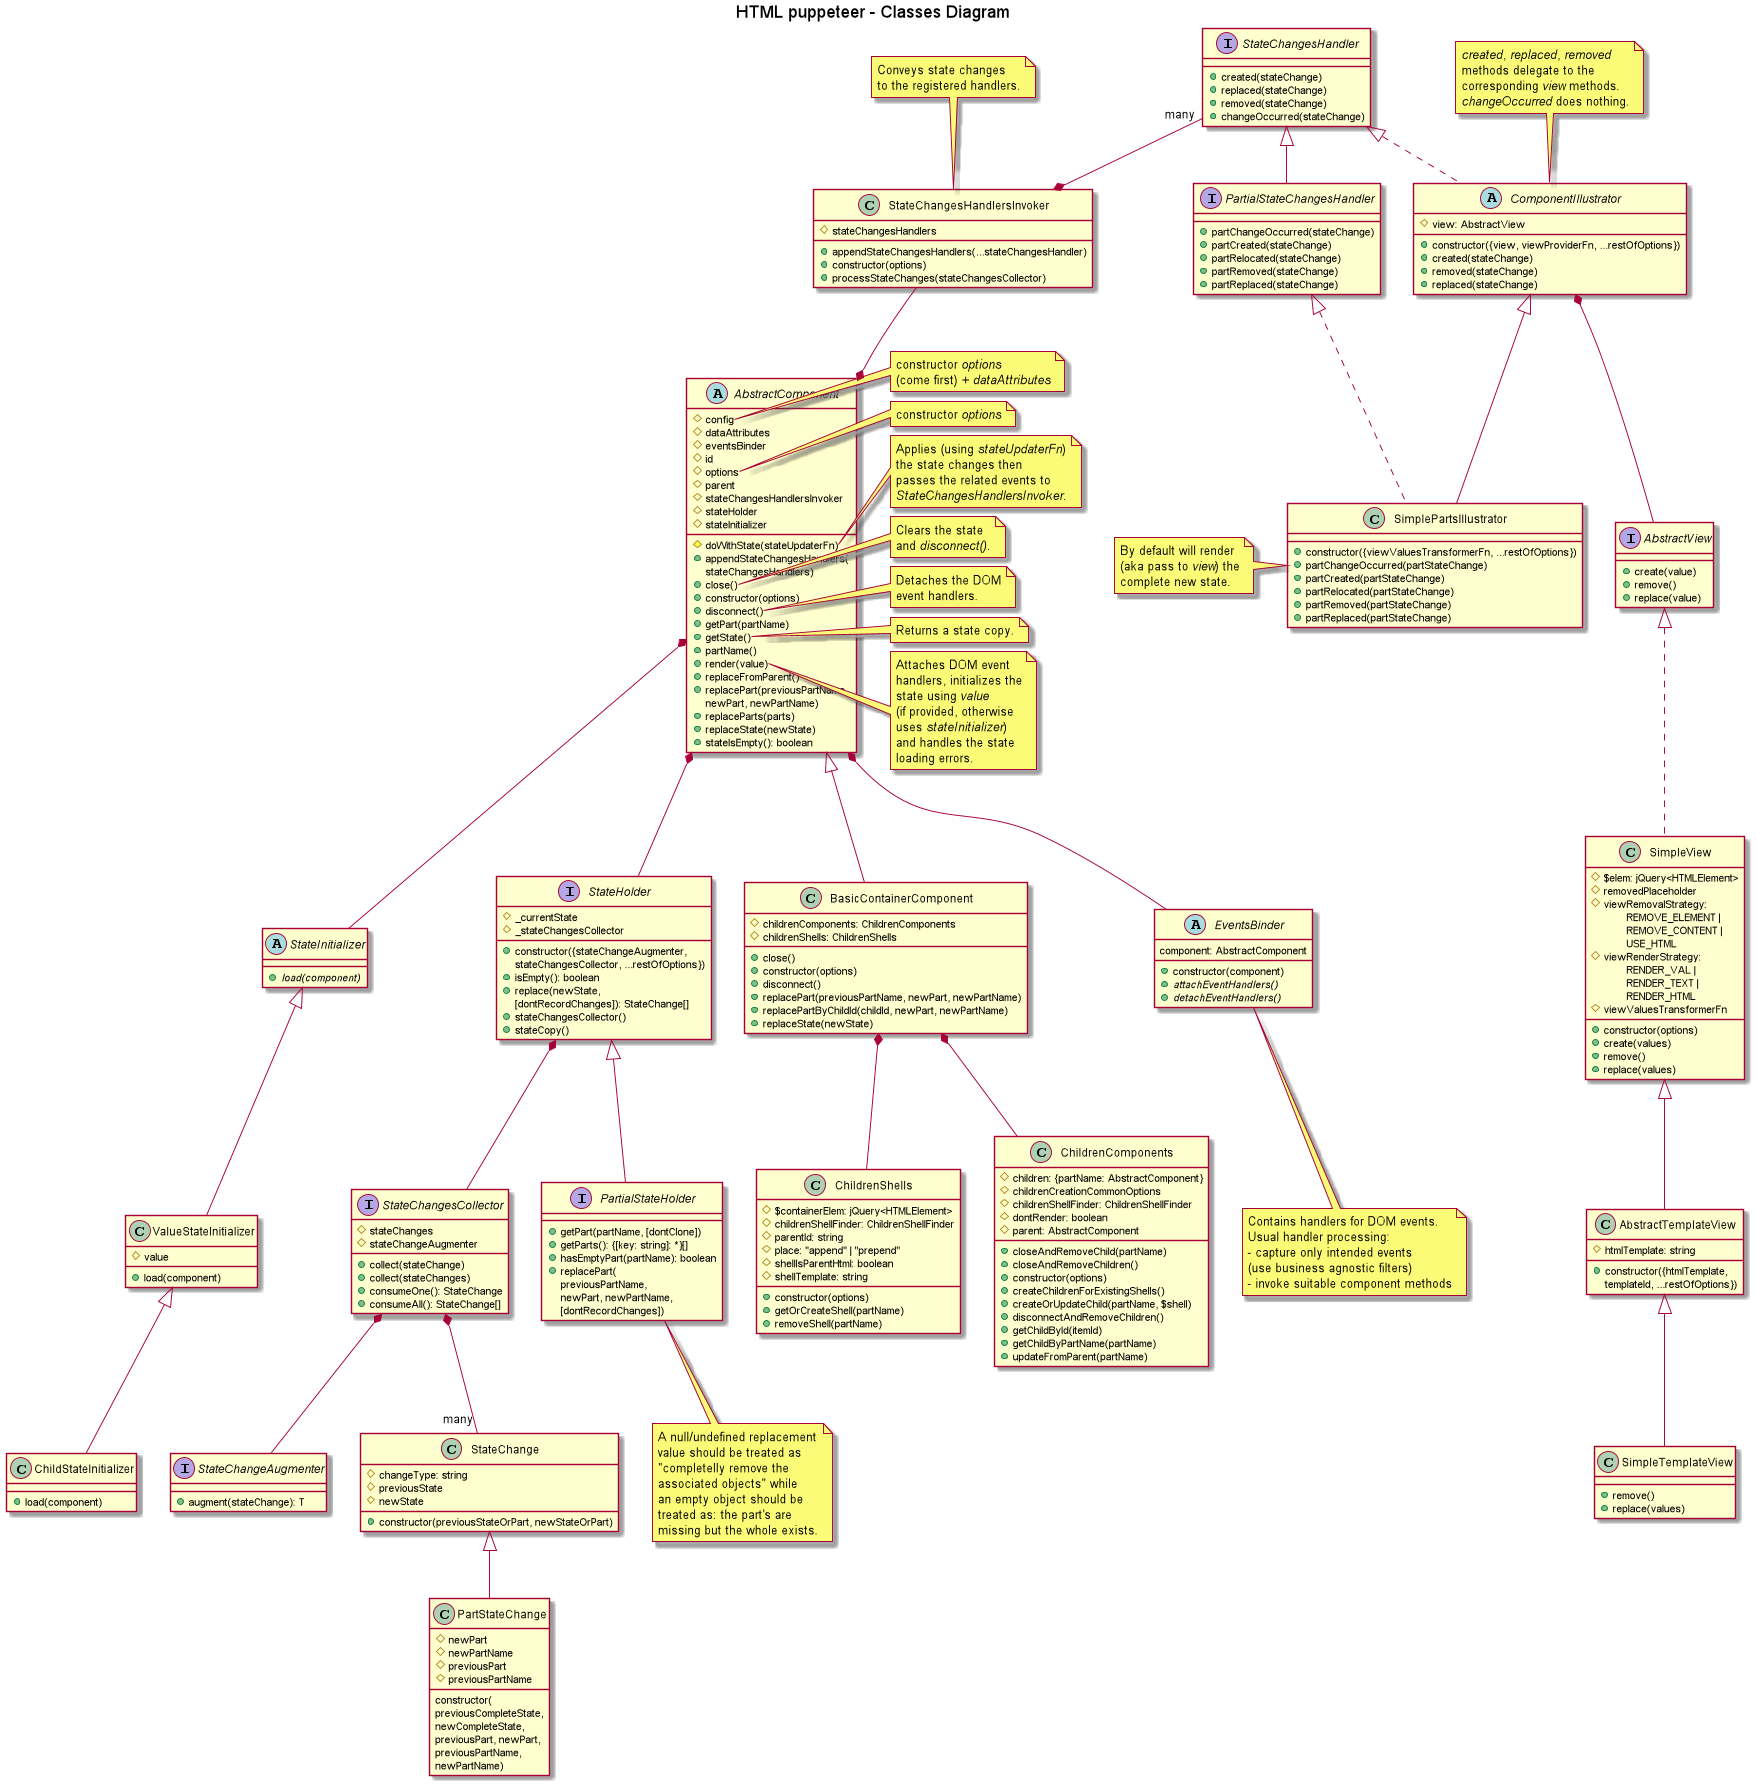 HTML puppeteer - Classes Diagram
I StateChangesHandler
created(stateChange)
replaced(stateChange)
removed(stateChange)
changeOccurred(stateChange)
created, replaced, removed
methods delegate to the
corresponding view methods.
changeOccurred does nothing.
Conveys state changes
to the registered handlers.
many
C StateChangesHandlersInvoker
stateChangesHandlers
appendStateChangesHandlers(...stateChangesHandler)
constructor(options)
processStateChanges(stateChangesCollector)
I PartialStateChangesHandler
partChangeOccurred(stateChange)
partCreated(stateChange)
partRelocated(stateChange)
partRemoved(stateChange)
partReplaced(stateChange)
A ComponentIllustrator
view: AbstractView
constructor({view, viewProviderFn, ...restOfOptions})
created(stateChange)
removed(stateChange)
replaced(stateChange)
A AbstractComponent
config
dataAttributes
eventsBinder
id
options
parent
stateChangesHandlersInvoker
stateHolder
stateInitializer
doWithState(stateUpdaterFn)
appendStateChangesHandlers(
stateChangesHandlers)
close()
constructor(options)
disconnect()
getPart(partName)
getState()
partName()
render(value)
replaceFromParent()
replacePart(previousPartName,
newPart, newPartName)
replaceParts(parts)
replaceState(newState)
stateIsEmpty(): boolean
constructor options
(come first) + dataAttributes
constructor options
Applies (using stateUpdaterFn)
the state changes then
passes the related events to
StateChangesHandlersInvoker.
Clears the state
and disconnect().
Detaches the DOM
event handlers.
Returns a state copy.
Attaches DOM event
handlers, initializes the
state using value
(if provided, otherwise
uses stateInitializer)
and handles the state
loading errors.
By default will render
(aka pass to view) the
complete new state.
C SimplePartsIllustrator
constructor({viewValuesTransformerFn, ...restOfOptions})
partChangeOccurred(partStateChange)
partCreated(partStateChange)
partRelocated(partStateChange)
partRemoved(partStateChange)
partReplaced(partStateChange)
I AbstractView
create(value)
remove()
replace(value)
A StateInitializer
load(component)
I StateHolder
_currentState
_stateChangesCollector
constructor({stateChangeAugmenter,
stateChangesCollector, ...restOfOptions})
isEmpty(): boolean
replace(newState,
[dontRecordChanges]): StateChange[]
stateChangesCollector()
stateCopy()
C BasicContainerComponent
childrenComponents: ChildrenComponents
childrenShells: ChildrenShells
close()
constructor(options)
disconnect()
replacePart(previousPartName, newPart, newPartName)
replacePartByChildId(childId, newPart, newPartName)
replaceState(newState)
A EventsBinder
component: AbstractComponent
constructor(component)
attachEventHandlers()
detachEventHandlers()
C SimpleView
$elem: jQuery<HTMLElement>
removedPlaceholder
viewRemovalStrategy:
REMOVE_ELEMENT |
REMOVE_CONTENT |
USE_HTML
viewRenderStrategy:
RENDER_VAL |
RENDER_TEXT |
RENDER_HTML
viewValuesTransformerFn
constructor(options)
create(values)
remove()
replace(values)
C ValueStateInitializer
value
load(component)
I StateChangesCollector
stateChanges
stateChangeAugmenter
collect(stateChange)
collect(stateChanges)
consumeOne(): StateChange
consumeAll(): StateChange[]
I PartialStateHolder
getPart(partName, [dontClone])
getParts(): {[key: string]: *}[]
hasEmptyPart(partName): boolean
replacePart(
previousPartName,
newPart, newPartName,
[dontRecordChanges])
C ChildrenShells
$containerElem: jQuery<HTMLElement>
childrenShellFinder: ChildrenShellFinder
parentId: string
place: "append" | "prepend"
shellIsParentHtml: boolean
shellTemplate: string
constructor(options)
getOrCreateShell(partName)
removeShell(partName)
C ChildrenComponents
children: {partName: AbstractComponent}
childrenCreationCommonOptions
childrenShellFinder: ChildrenShellFinder
dontRender: boolean
parent: AbstractComponent
closeAndRemoveChild(partName)
closeAndRemoveChildren()
constructor(options)
createChildrenForExistingShells()
createOrUpdateChild(partName, $shell)
disconnectAndRemoveChildren()
getChildById(itemId)
getChildByPartName(partName)
updateFromParent(partName)
Contains handlers for DOM events.
Usual handler processing:
- capture only intended events
(use business agnostic filters)
- invoke suitable component methods
C AbstractTemplateView
htmlTemplate: string
constructor({htmlTemplate,
templateId, ...restOfOptions})
C ChildStateInitializer
load(component)
I StateChangeAugmenter
augment(stateChange): T
many
C StateChange
changeType: string
previousState
newState
constructor(previousStateOrPart, newStateOrPart)
A null/undefined replacement
value should be treated as
"completelly remove the
associated objects" while
an empty object should be
treated as: the part's are
missing but the whole exists.
C SimpleTemplateView
remove()
replace(values)
C PartStateChange
newPart
newPartName
previousPart
previousPartName
constructor(
previousCompleteState,
newCompleteState,
previousPart, newPart,
previousPartName,
newPartName)